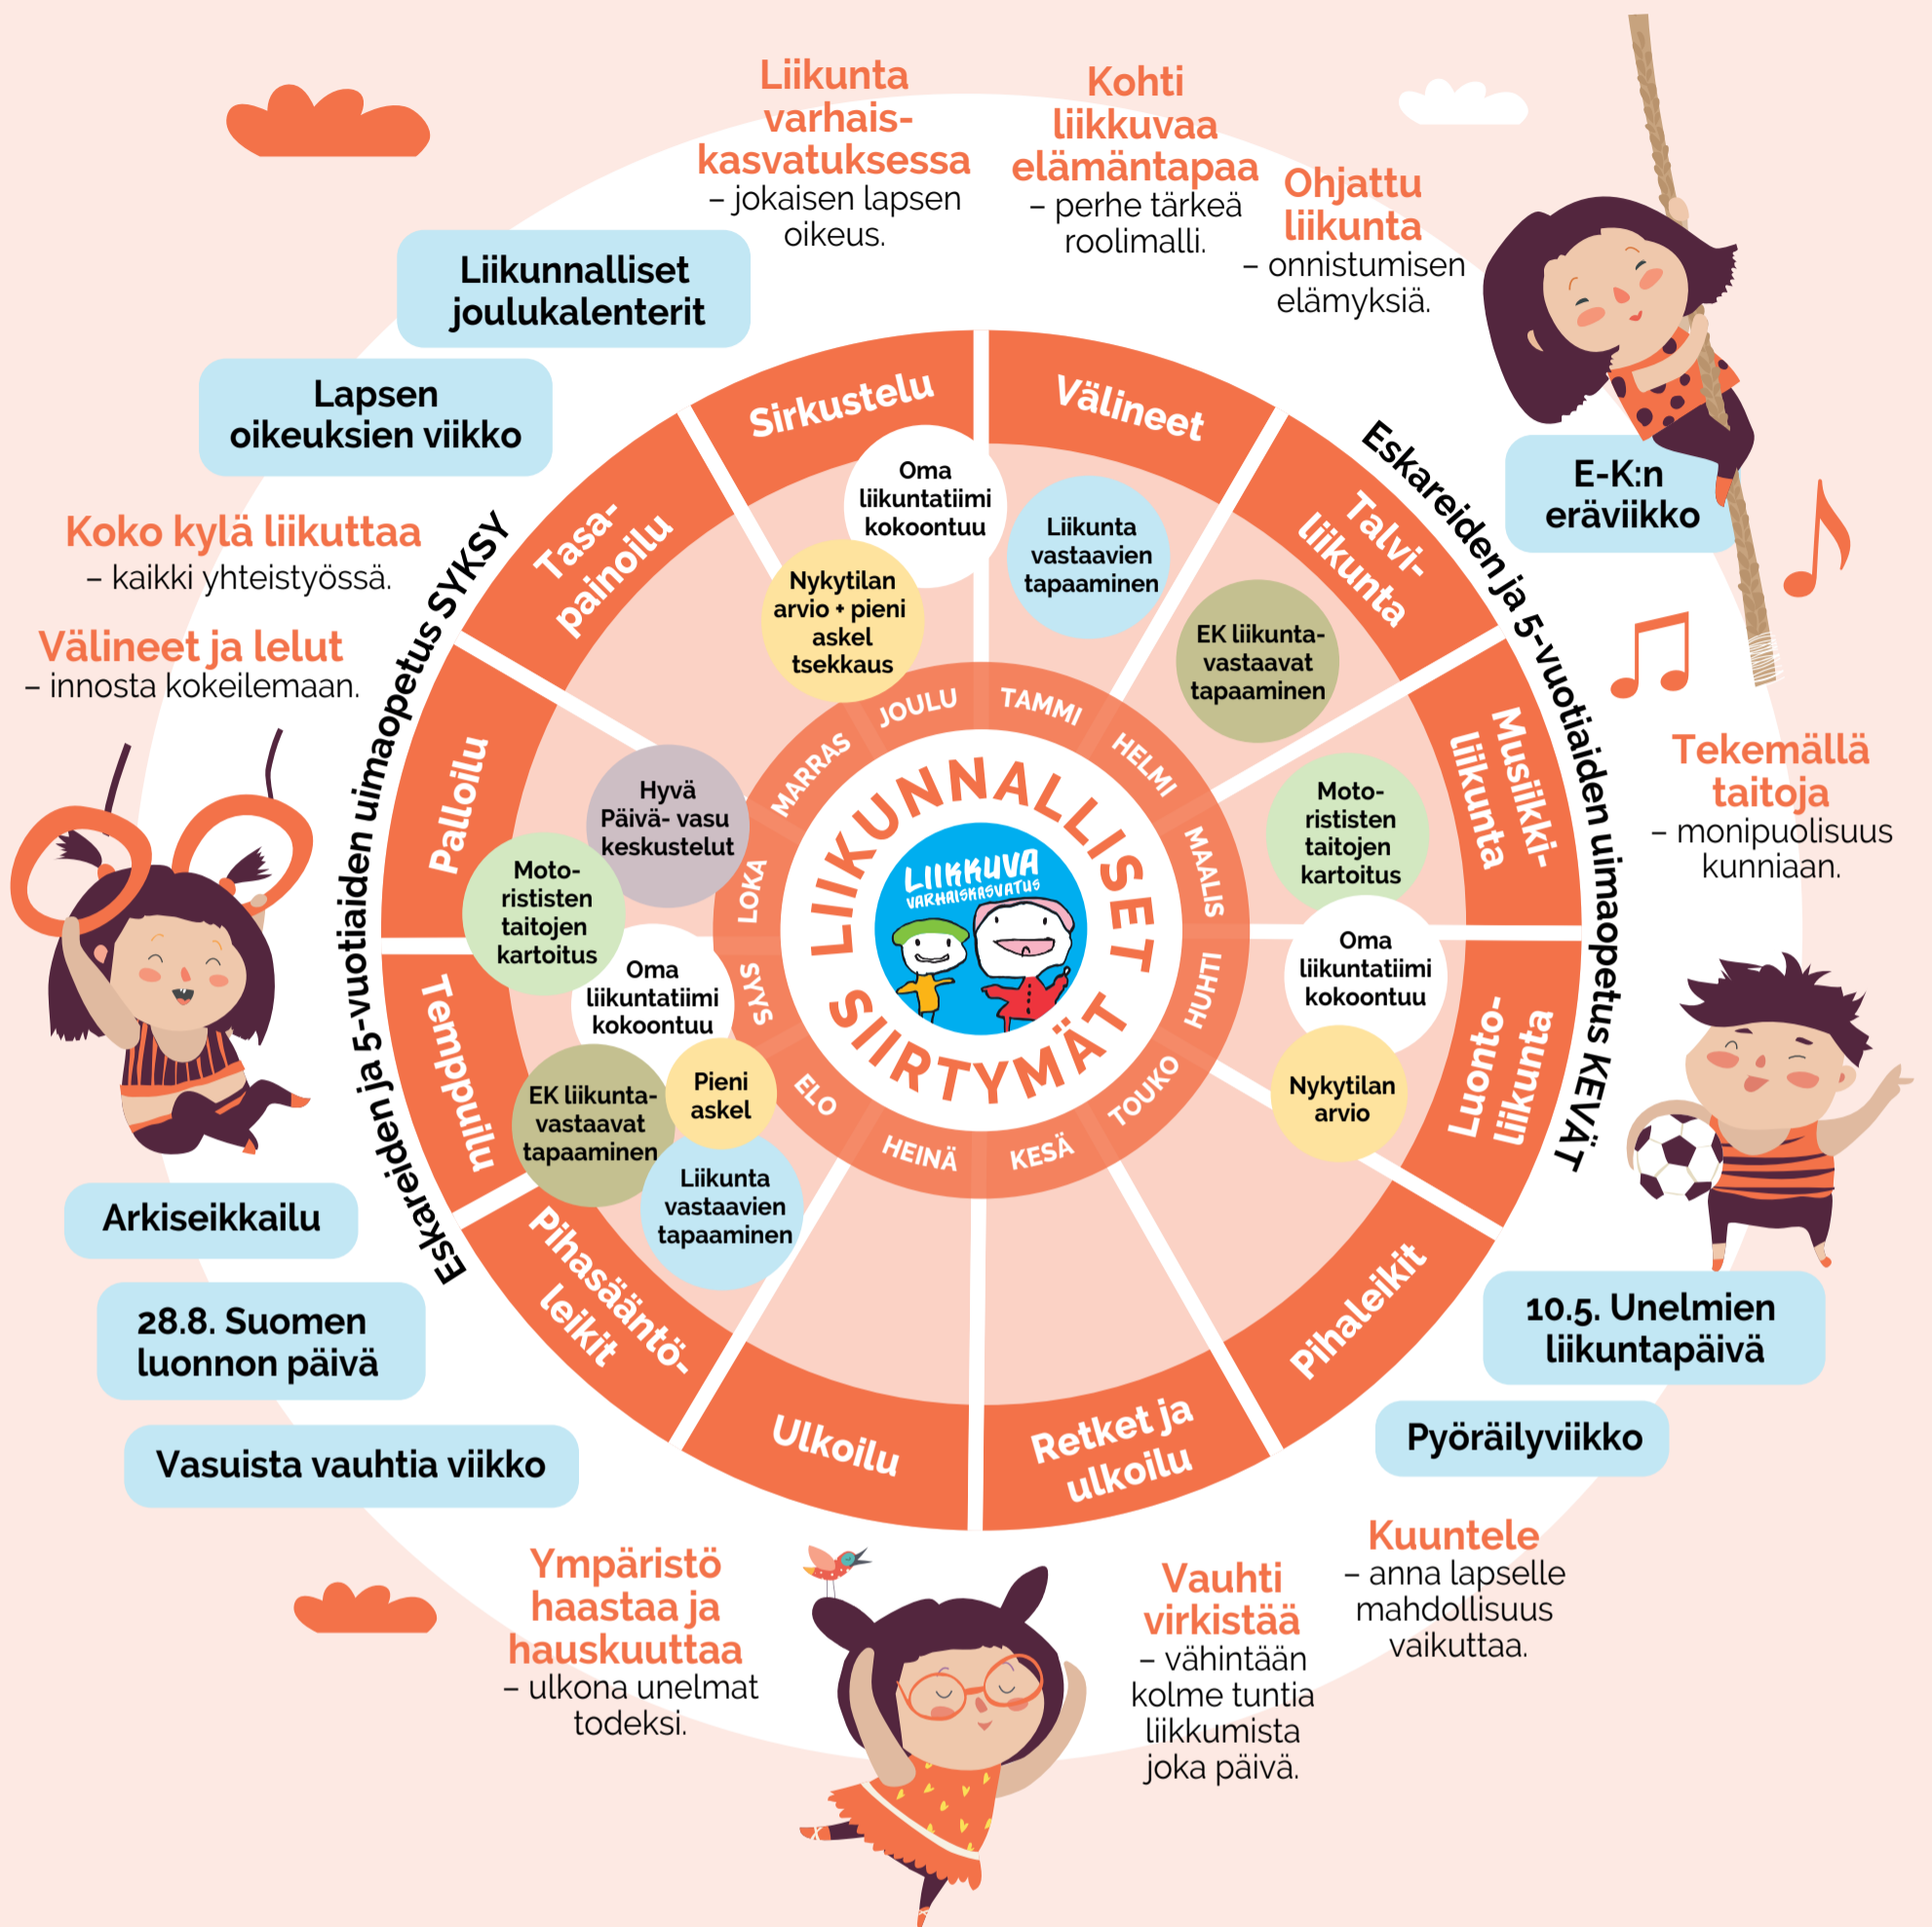 Liikunta
varhais-
kasvatuksessa
– jokaisen lapsen
oikeus.
Kohti
liikkuvaa
elämäntapaa
– perhe tärkeä
roolimalli.
Ohjattu
liikunta
– onnistumisen
elämyksiä.
Liikunnalliset
joulukalenterit
Lapsen
oikeuksien viikko
Koko kylä liikuttaa
– kaikki yhteistyössä.
Välineet ja lelut
– innosta kokeilemaan.
E-K:n
eräviikko
Tekemällä
taitoja
– monipuolisuus
kunniaan.
Eskareiden ja 5-vuotiaiden uimaopetus SYKSY
Eskareiden ja 5-vuotiaiden uimaopetus KEVÄT
Sirkustelu
Välineet
Talvi-
liikunta
Musiikki-
liikunta
Luonto-
liikunta
Pihaleikit
Retket ja
ulkoilu
Ulkoilu
Pihasääntö-
leikit
Temppuilu
Palloilu
Tasa-
painoilu
Oma
liikuntatiimi
kokoontuu
Nykytilan
arvio + pieni
askel
tsekkaus
Liikunta
vastaavien
tapaaminen
EK liikunta-
vastaavat
tapaaminen
Moto-
rististen
taitojen
kartoitus
Oma
liikuntatiimi
kokoontuu
Nykytilan
arvio
Hyvä
Päivä- vasu
keskustelut
Moto-
rististen
taitojen
kartoitus
Oma
liikuntatiimi
kokoontuu
EK liikunta-
vastaavat
tapaaminen
Pieni
askel
Liikunta
vastaavien
tapaaminen
TAMMI
HELMI
MAALIS
HUHTI
TOUKO
KESÄ
HEINÄ
ELO
SYYS
LOKA
MARRAS
JOULU
LIIKUNNALLISET
SIIRTYMÄT
LIIKKUVA
VARHAISKASVATUS
Arkiseikkailu
28.8. Suomen
luonnon päivä
Vasuista vauhtia viikko
10.5. Unelmien
liikuntapäivä
Pyöräilyviikko
Ympäristö
haastaa ja
hauskuuttaa
– ulkona unelmat
todeksi.
Vauhti
virkistää
– vähintään
kolme tuntia
liikkumista
joka päivä.
Kuuntele
– anna lapselle
mahdollisuus
vaikuttaa.